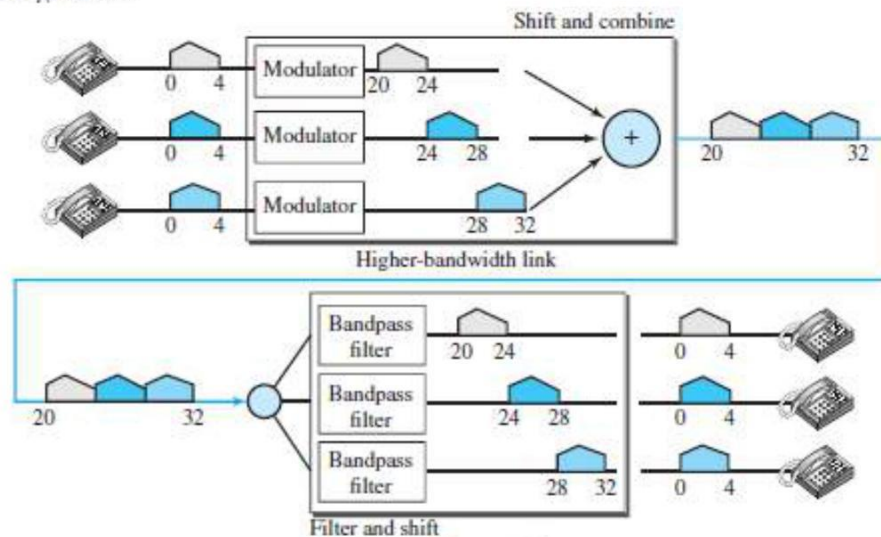 Shift and combine
0 4 Modulator 20 24
0 4 Modulator 24 28 + 20 32
0 4 Modulator 28 32
Higher-bandwidth link
Bandpass
filter 20 24 0 4
20 32 Bandpass
filter 24 28 0 4
Bandpass
filter 28 32 0 4
Filter and shift